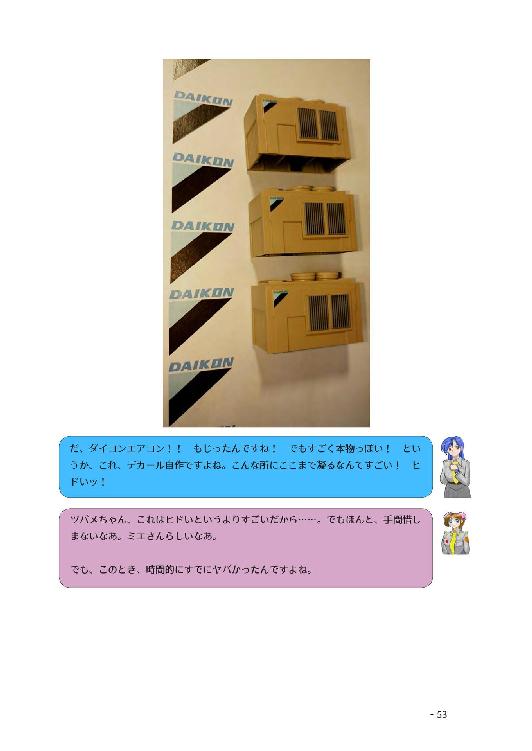 DAIKON
DAIKON
DAIKON
DAIKON
DAIKON
だ、ダイコンエアコン！！　もじったんですね！　でもすごく本物っぽい！　とい
うか、これ、デカール自作ですよね。こんな所にここまで凝るなんてすごい！　ヒ
ドいッ！
ツバメちゃん、これはヒドいというよりすごいだから……。でもほんと、手間惜し
まないなあ。ミエさんらしいなあ。
でも、このとき、時間的にすでにヤバかったんですよね。
- 53